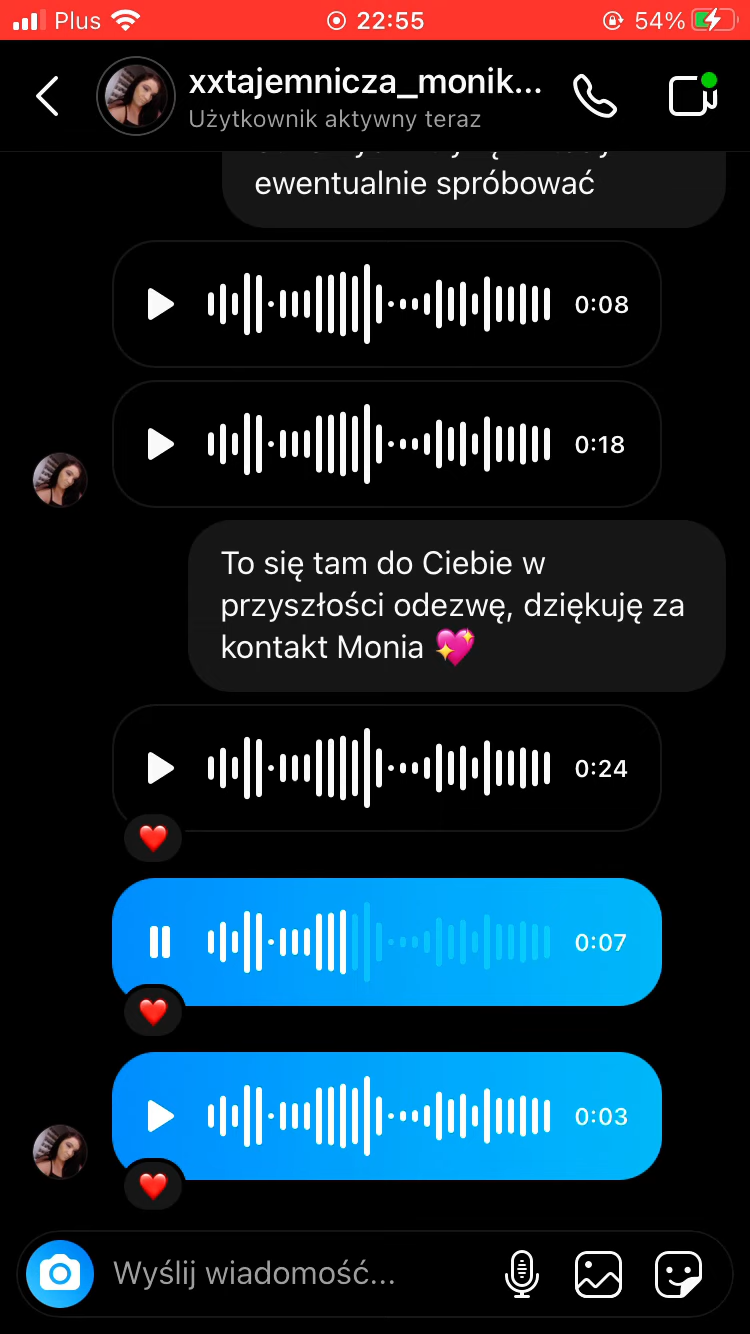 Plus 22:55 54%
xxtajemnicza_monik...
Użytkownik aktywny teraz
ewentualnie spróbować
0:08
0:18
To się tam do Ciebie w
przyszłości odezwę, dziękuję za
kontakt Monia 💖
0:24
0:07
0:03
Wyślij wiadomość...